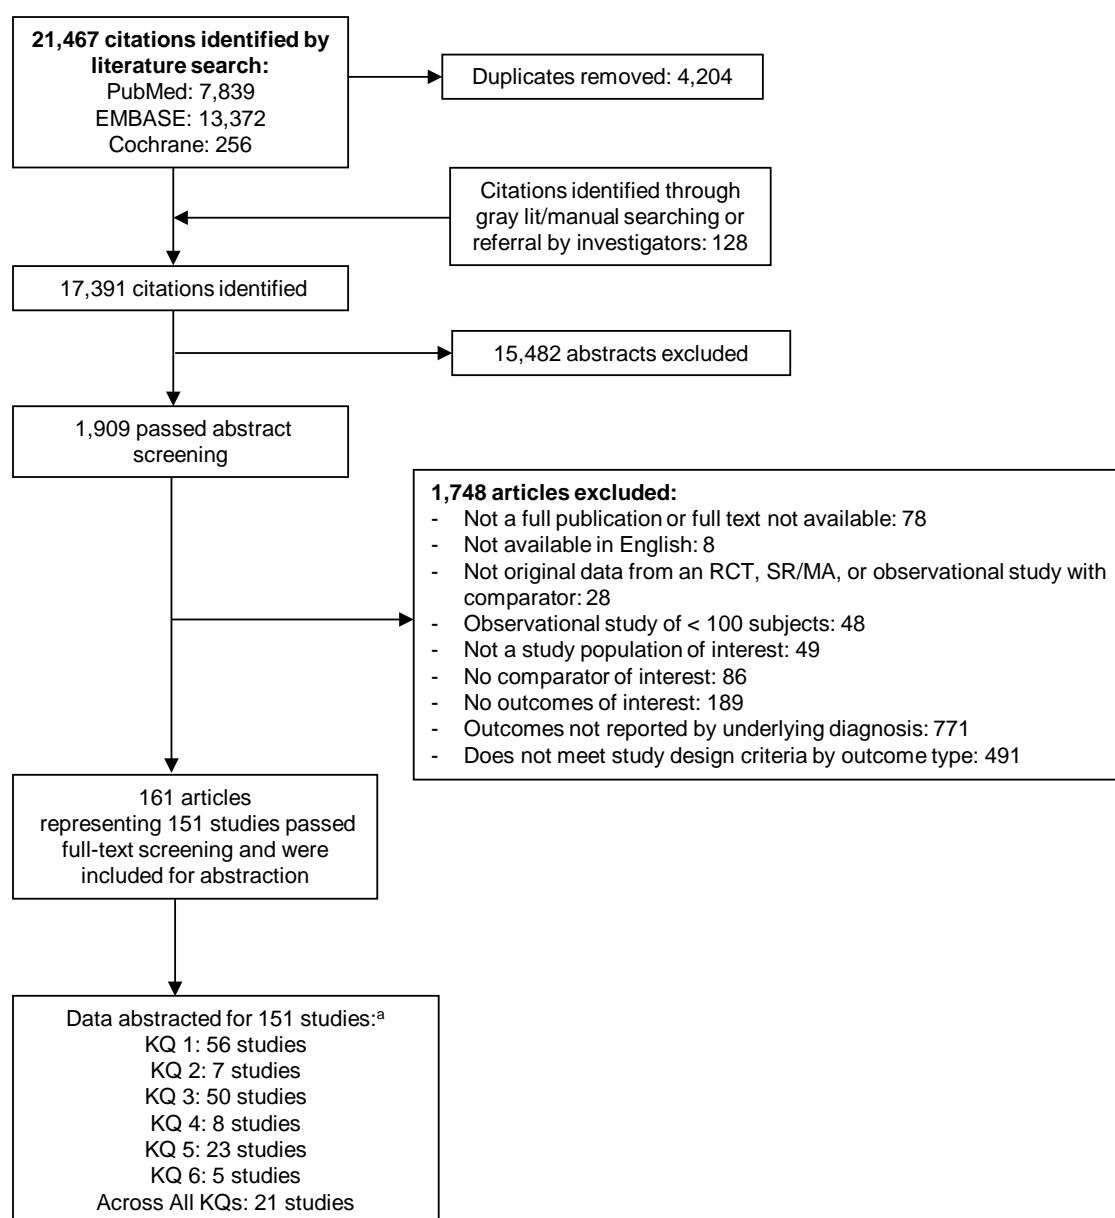 21,467 citations identified by
literature search:
PubMed: 7,839
EMBASE: 13,372
Cochrane: 256
Duplicates removed: 4,204
Citations identified through
gray lit/manual searching or
referral by investigators: 128
17,391 citations identified
15,482 abstracts excluded
1,909 passed abstract
screening
1,748 articles excluded:
- Not a full publication or full text not available: 78
- Not available in English: 8
- Not original data from an RCT, SR/MA, or observational study with
comparator: 28
- Observational study of < 100 subjects: 48
- Not a study population of interest: 49
- No comparator of interest: 86
- No outcomes of interest: 189
- Outcomes not reported by underlying diagnosis: 771
- Does not meet study design criteria by outcome type: 491
161 articles
representing 151 studies passed
full-text screening and were
included for abstraction
Data abstracted for 151 studies:ᵃ
KQ 1: 56 studies
KQ 2: 7 studies
KQ 3: 50 studies
KQ 4: 8 studies
KQ 5: 23 studies
KQ 6: 5 studies
Across All KQs: 21 studies